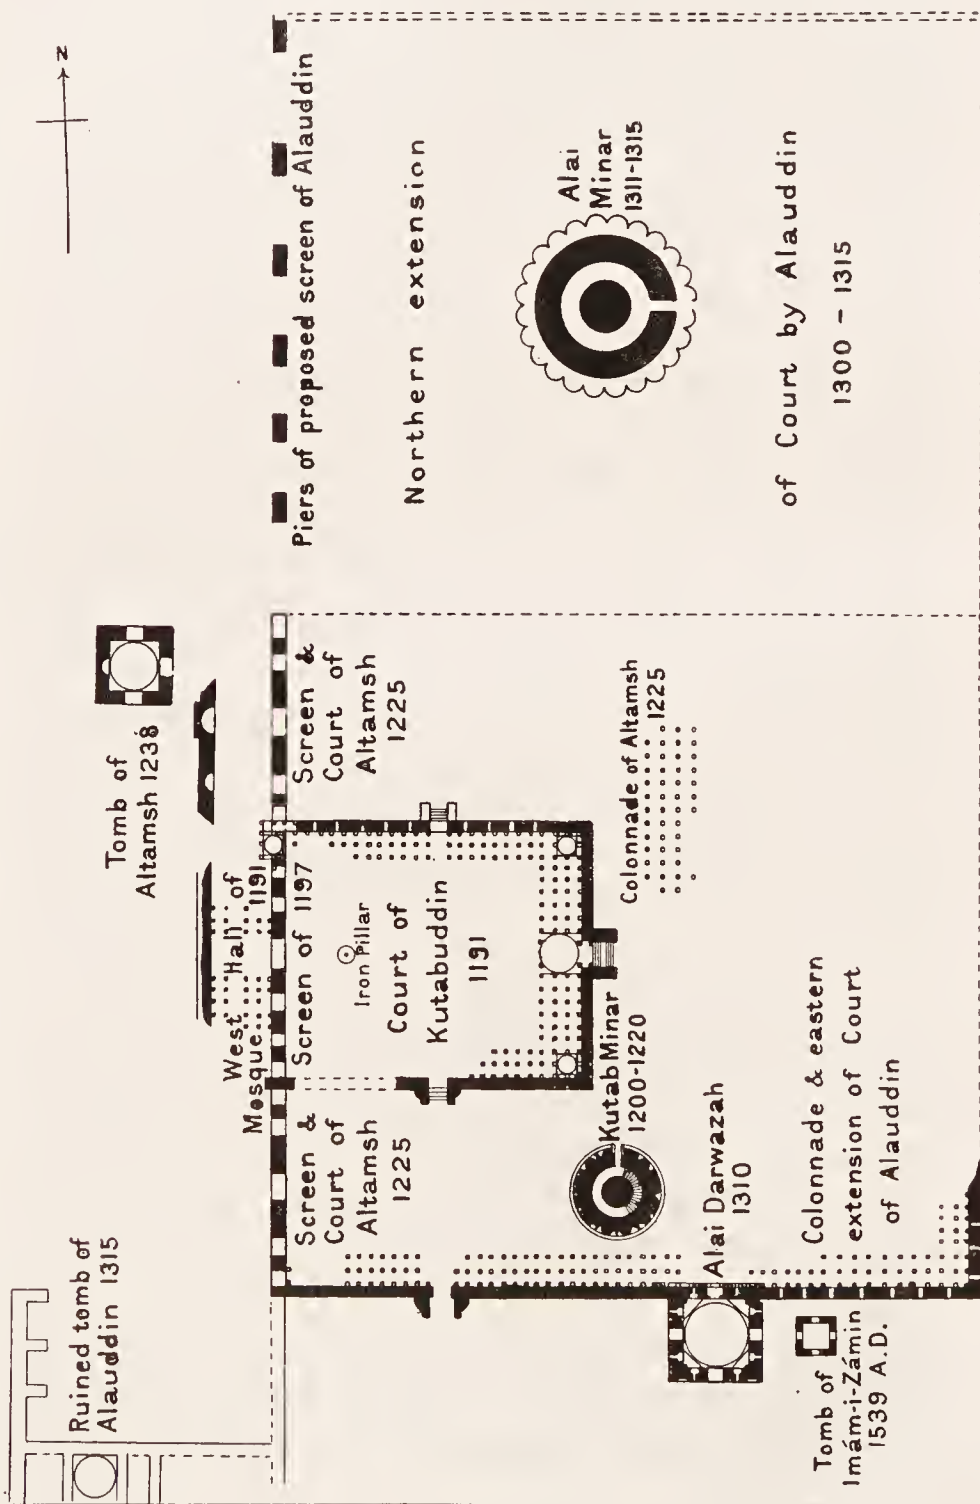 N
Piers of proposed screen of Alauddin
Northern extension
Alai
Minar
1311-1315
of Court by Alauddin
1300 - 1315
Tomb of
Altamsh 1238
Screen &
Court of
Altamsh
1225
Colonnade of Altamsh
1225
West Hall of
Mosque
1191
Screen of 1197
Iron Pillar
Court of
Kutabuddin
1191
Screen &
Court of
Altamsh
1225
Kutab Minar
1200-1220
Alai Darwazah
1310
Colonnade & eastern
extension of Court
of Alauddin
Ruined tomb of
Alauddin 1315
Tomb of
Imám-i-Zámin
1539 A.D.